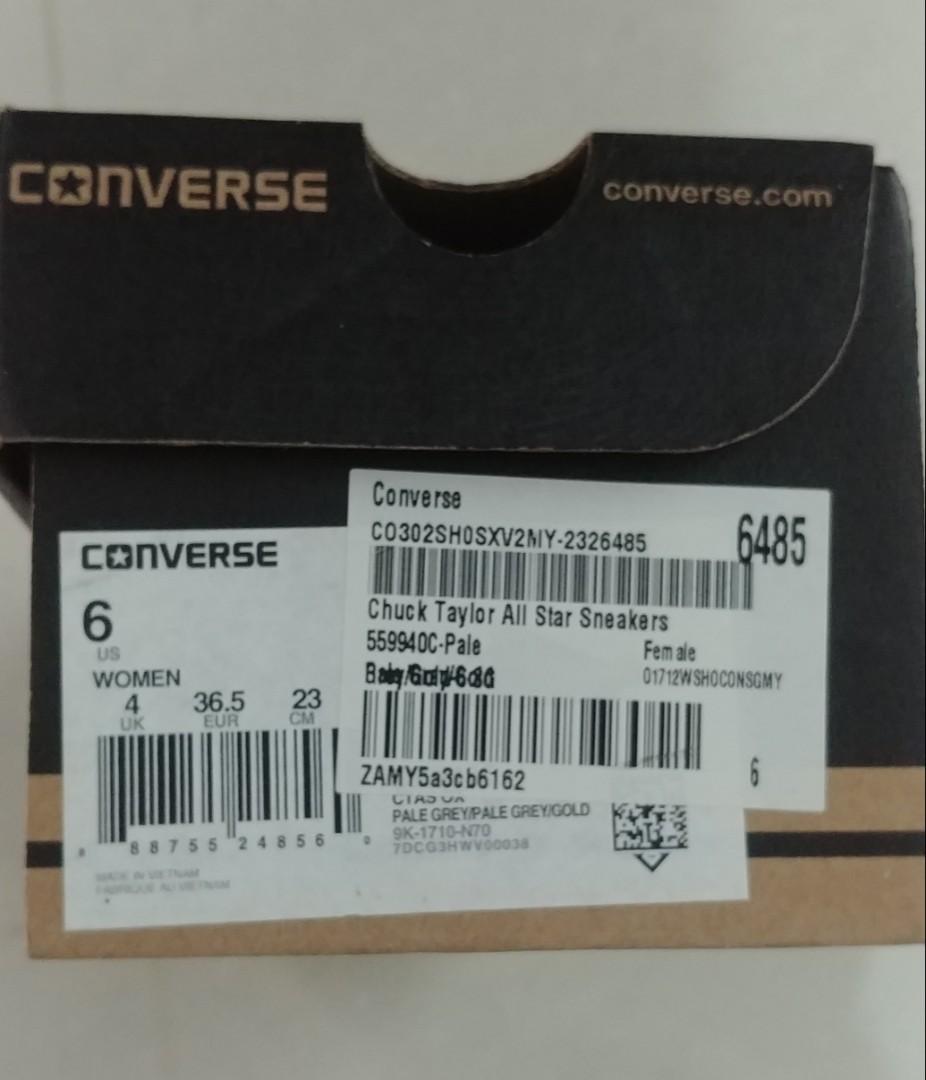 CONVERSE
converse.com
Converse
CO302SH0SXV2MY-2326485
6485
Chuck Taylor All Star Sneakers
559940C-Pale
Female
01712WSHOCONSGMY
ZAMY5a3cb6162
6
CONVERSE
6
US
WOMEN
4 36.5 23
UK EUR CM
88755 24856 0
CTAS OX
PALE GREY/PALE GREY/GOLD
9K-1710-N70
7DCG3HWV00038
MADE IN VIETNAM
FABRIQUE AU VIETNAM